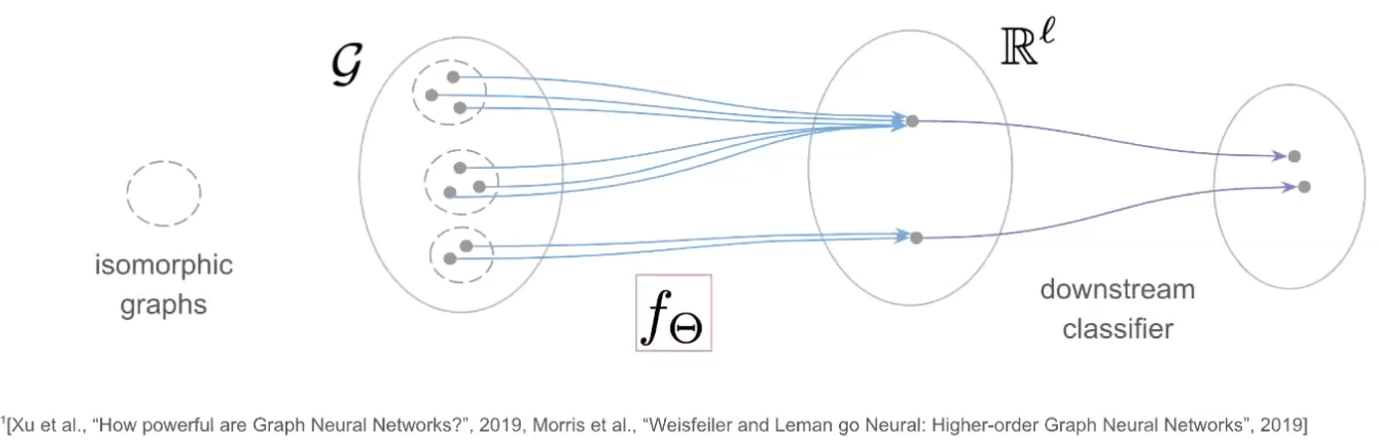 𝒢
ℝ^ℓ
isomorphic
graphs
f_Θ
downstream
classifier
¹[Xu et al., “How powerful are Graph Neural Networks?”, 2019, Morris et al., “Weisfeiler and Leman go Neural: Higher-order Graph Neural Networks”, 2019]